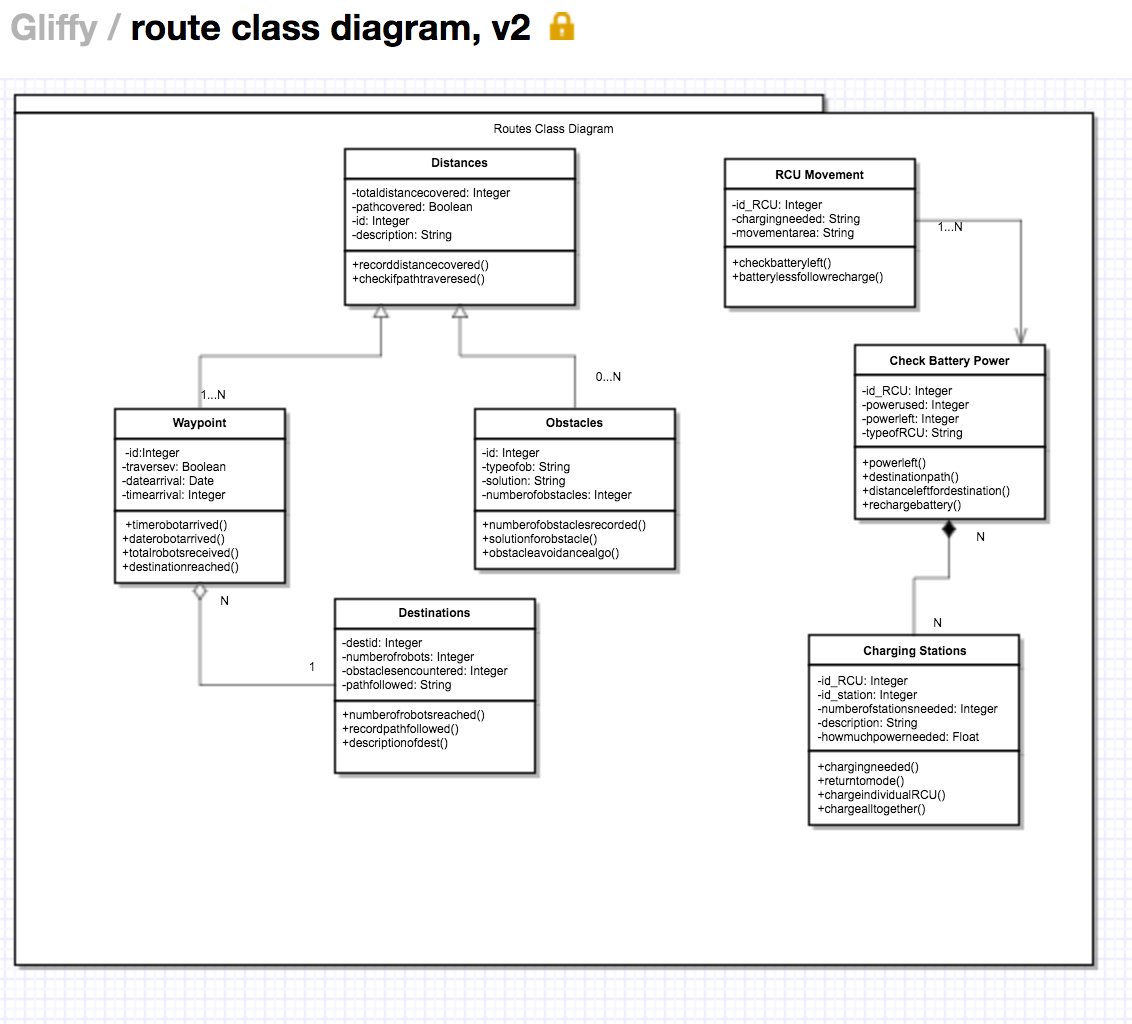 Gliffy / route class diagram, v2
Routes Class Diagram
Distances
-totaldistancecovered: Integer
-pathcovered: Boolean
-id: Integer
-description: String
+recorddistancecovered()
+checkifpathtraveresed()
RCU Movement
-id_RCU: Integer
-chargingneeded: String
-movementarea: String
+checkbatteryleft()
+batterylessfollowrecharge()
1...N
Check Battery Power
-id_RCU: Integer
-powerused: Integer
-powerleft: Integer
-typeofRCU: String
+powerleft()
+destinationpath()
+distanceleftfordestination()
+rechargebattery()
1...N
0...N
Waypoint
-id:Integer
-traversev: Boolean
-datearrival: Date
-timearrival: Integer
+timerobotarrived()
+daterobotarrived()
+totalrobotsreceived()
+destinationreached()
Obstacles
-id: Integer
-typeofob: String
-solution: String
-numberofobstacles: Integer
+numberofobstaclesrecorded()
+solutionforobstacle()
+obstacleavoidancealgo()
N
1
Destinations
-destid: Integer
-numberofrobots: Integer
-obstaclesencountered: Integer
-pathfollowed: String
+numberofrobotsreached()
+recordpathfollowed()
+descriptionofdest()
N
N
Charging Stations
-id_RCU: Integer
-id_station: Integer
-numberofstationsneeded: Integer
-description: String
-howmuchpowerneeded: Float
+chargingneeded()
+returntomode()
+chargeindividualRCU()
+chargealltogether()